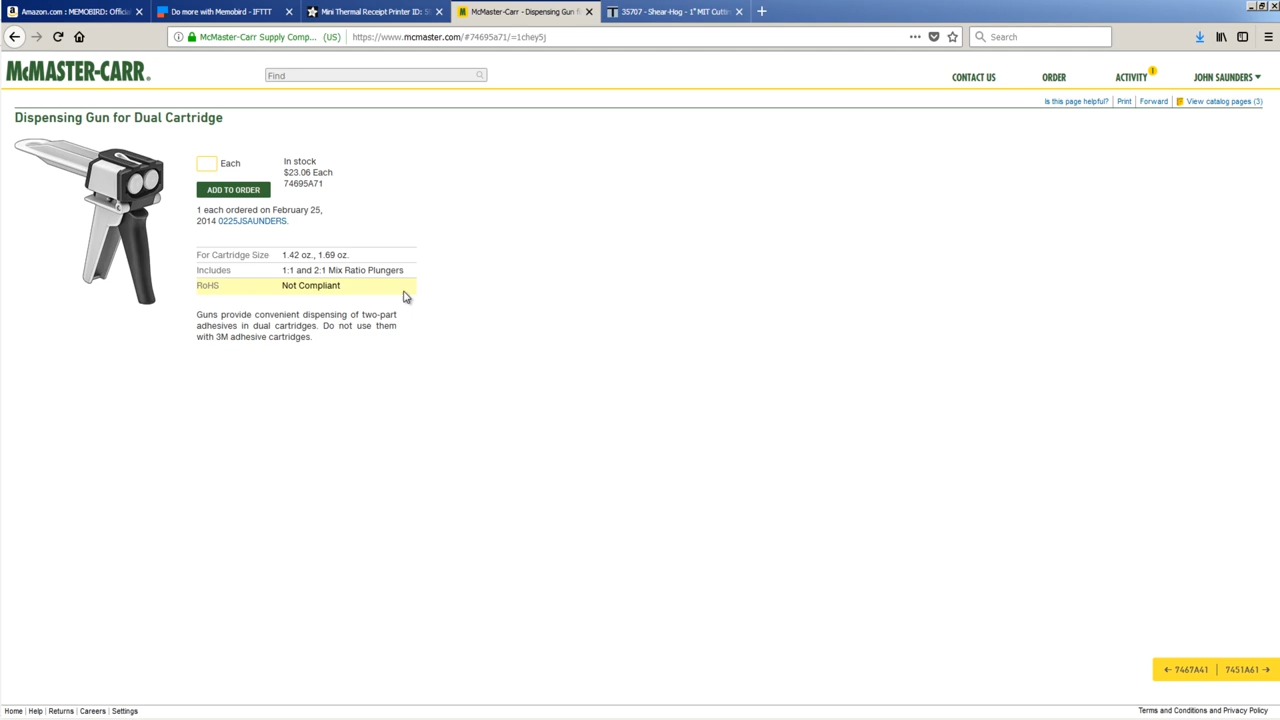 Amazon.com : MEMOBIRD: Offici
Do more with Memobird - IFTTT
Mini Thermal Receipt Printer ID:
McMaster-Carr - Dispensing Gun f
35707 - Shear-Hog - 1" MIT Cutti
McMaster-Carr Supply Comp... (US)
https://www.mcmaster.com/#74695a71/=1chey5j
Search
McMASTER-CARR®
Find
CONTACT US
ORDER
ACTIVITY 1
JOHN SAUNDERS
Is this page helpful? Print Forward View catalog pages (3)
Dispensing Gun for Dual Cartridge
Each
ADD TO ORDER
In stock
$23.06 Each
74695A71
1 each ordered on February 25,
2014 0225JSAUNDERS.
For Cartridge Size 1.42 oz., 1.69 oz.
Includes 1:1 and 2:1 Mix Ratio Plungers
RoHS Not Compliant
Guns provide convenient dispensing of two-part
adhesives in dual cartridges. Do not use them
with 3M adhesive cartridges.
7467A41 7451A61
Home Help Returns Careers Settings
Terms and Conditions and Privacy Policy